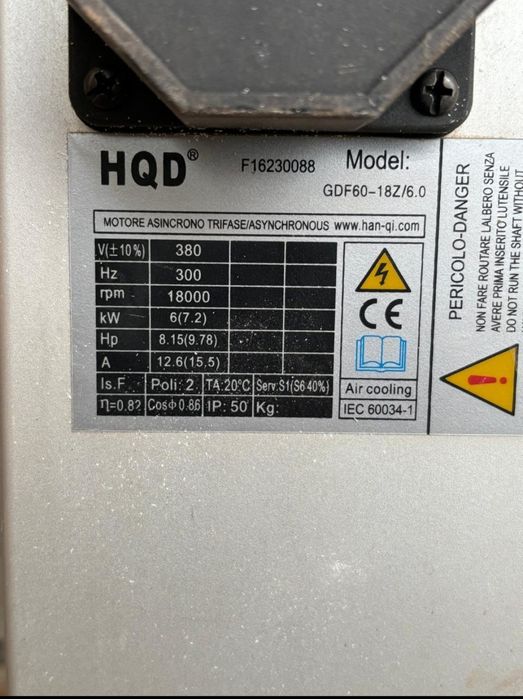 HQD® F16230088 Model:
GDF60-18Z/6.0
MOTORE ASINCRONO TRIFASE/ASYNCHRONOUS www.han-qi.com
V(±10%) 380
Hz 300
rpm 18000
kW 6(7.2)
Hp 8.15(9.78)
A 12.6(15.5)
Is.F Poli: 2 TA:20°C Serv:S1(S6 40%)
η=0.82 CosΦ0.86 IP: 50 Kg:
CE
Air cooling
IEC 60034-1
PERICOLO-DANGER
NON FARE ROUTARE LALBERO SENZA
AVERE PRIMA INSERITO LUTENSILE
DO NOT RUN THE SHAFT WITHOUT